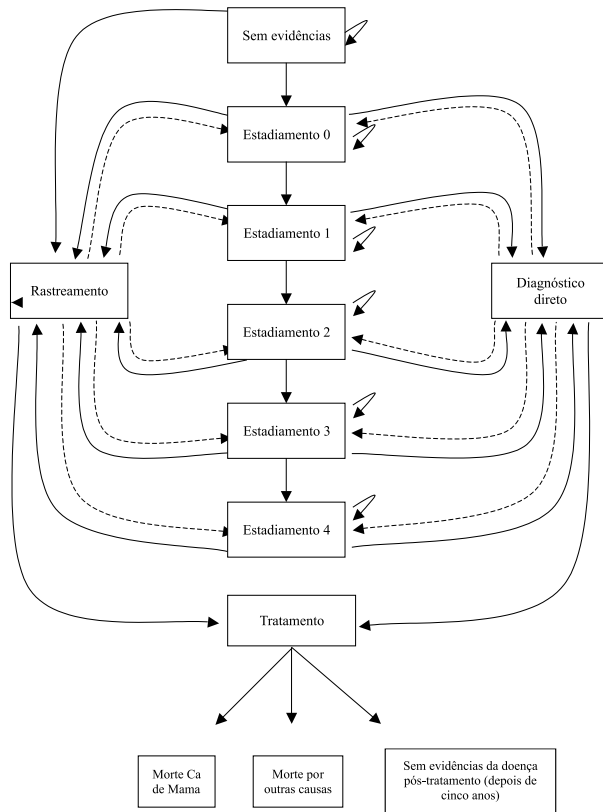 Sem evidências
Estadiamento 0
Estadiamento 1
Rastreamento
Diagnóstico
direto
Estadiamento 2
Estadiamento 3
Estadiamento 4
Tratamento
Morte Ca
de Mama
Morte por
outras causas
Sem evidências da doença
pós-tratamento (depois de
cinco anos)